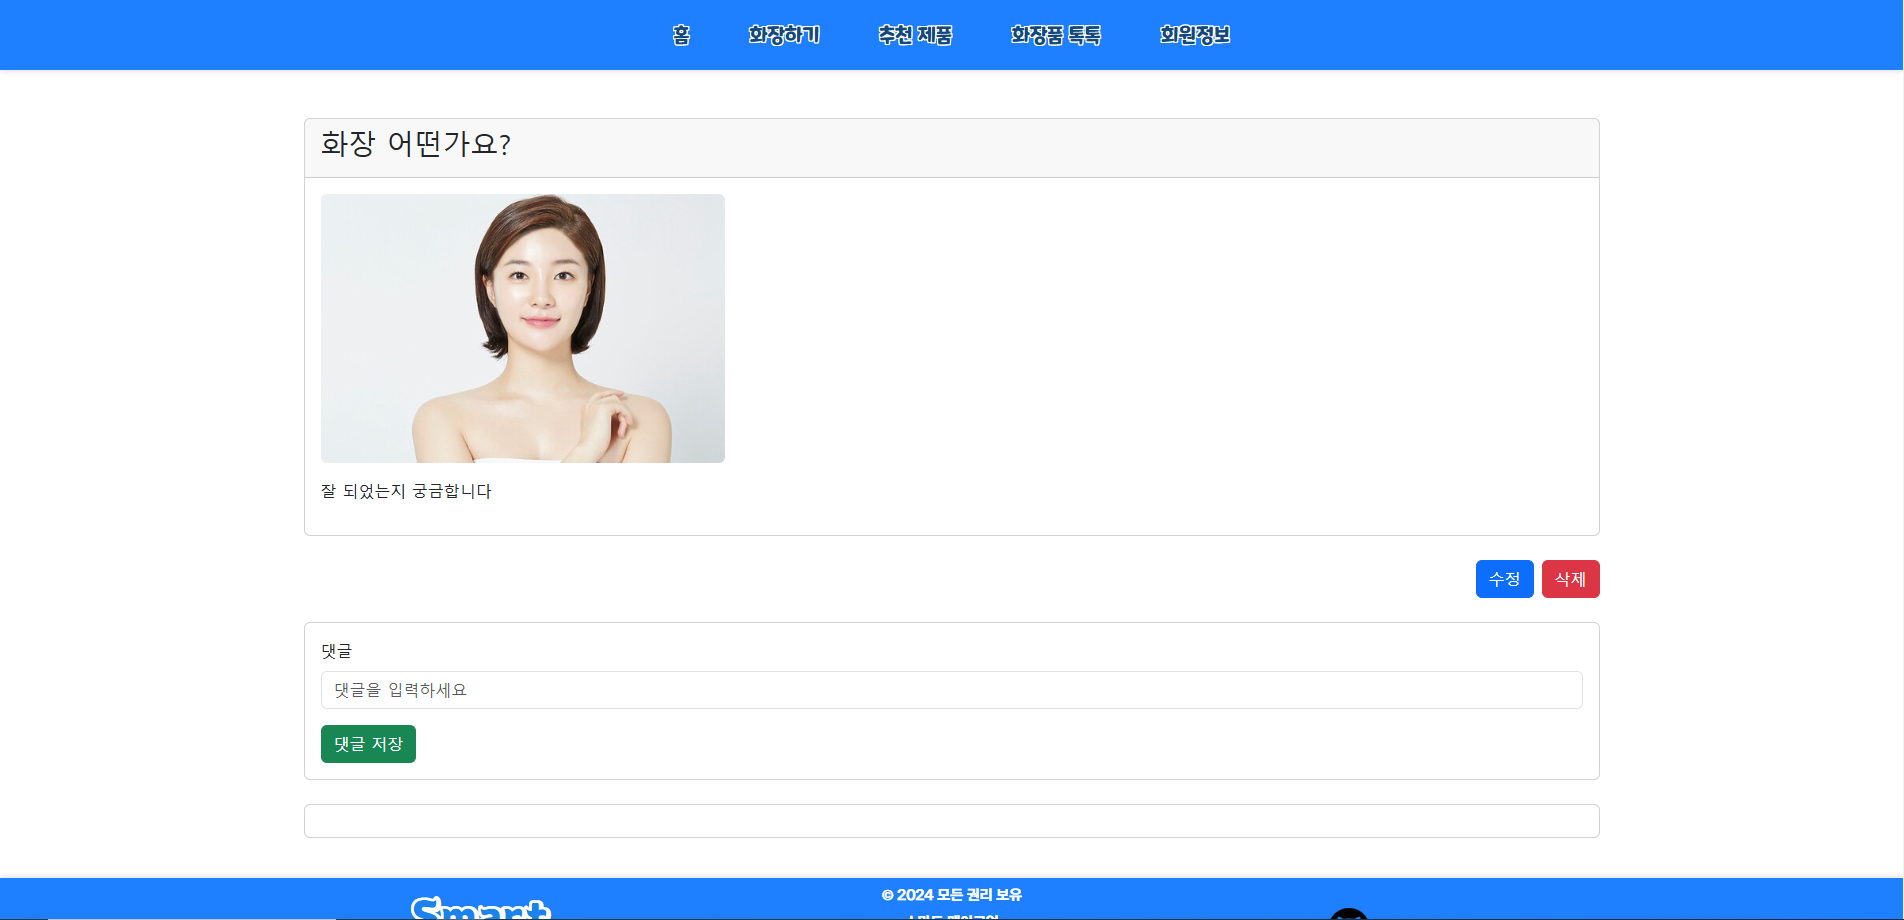 홈 화장하기 추천 제품 화장품 톡톡 회원정보
화장 어떤가요?
잘 되었는지 궁금합니다
수정 삭제
댓글
댓글을 입력하세요
댓글 저장
© 2024 모든 권리 보유
Smart